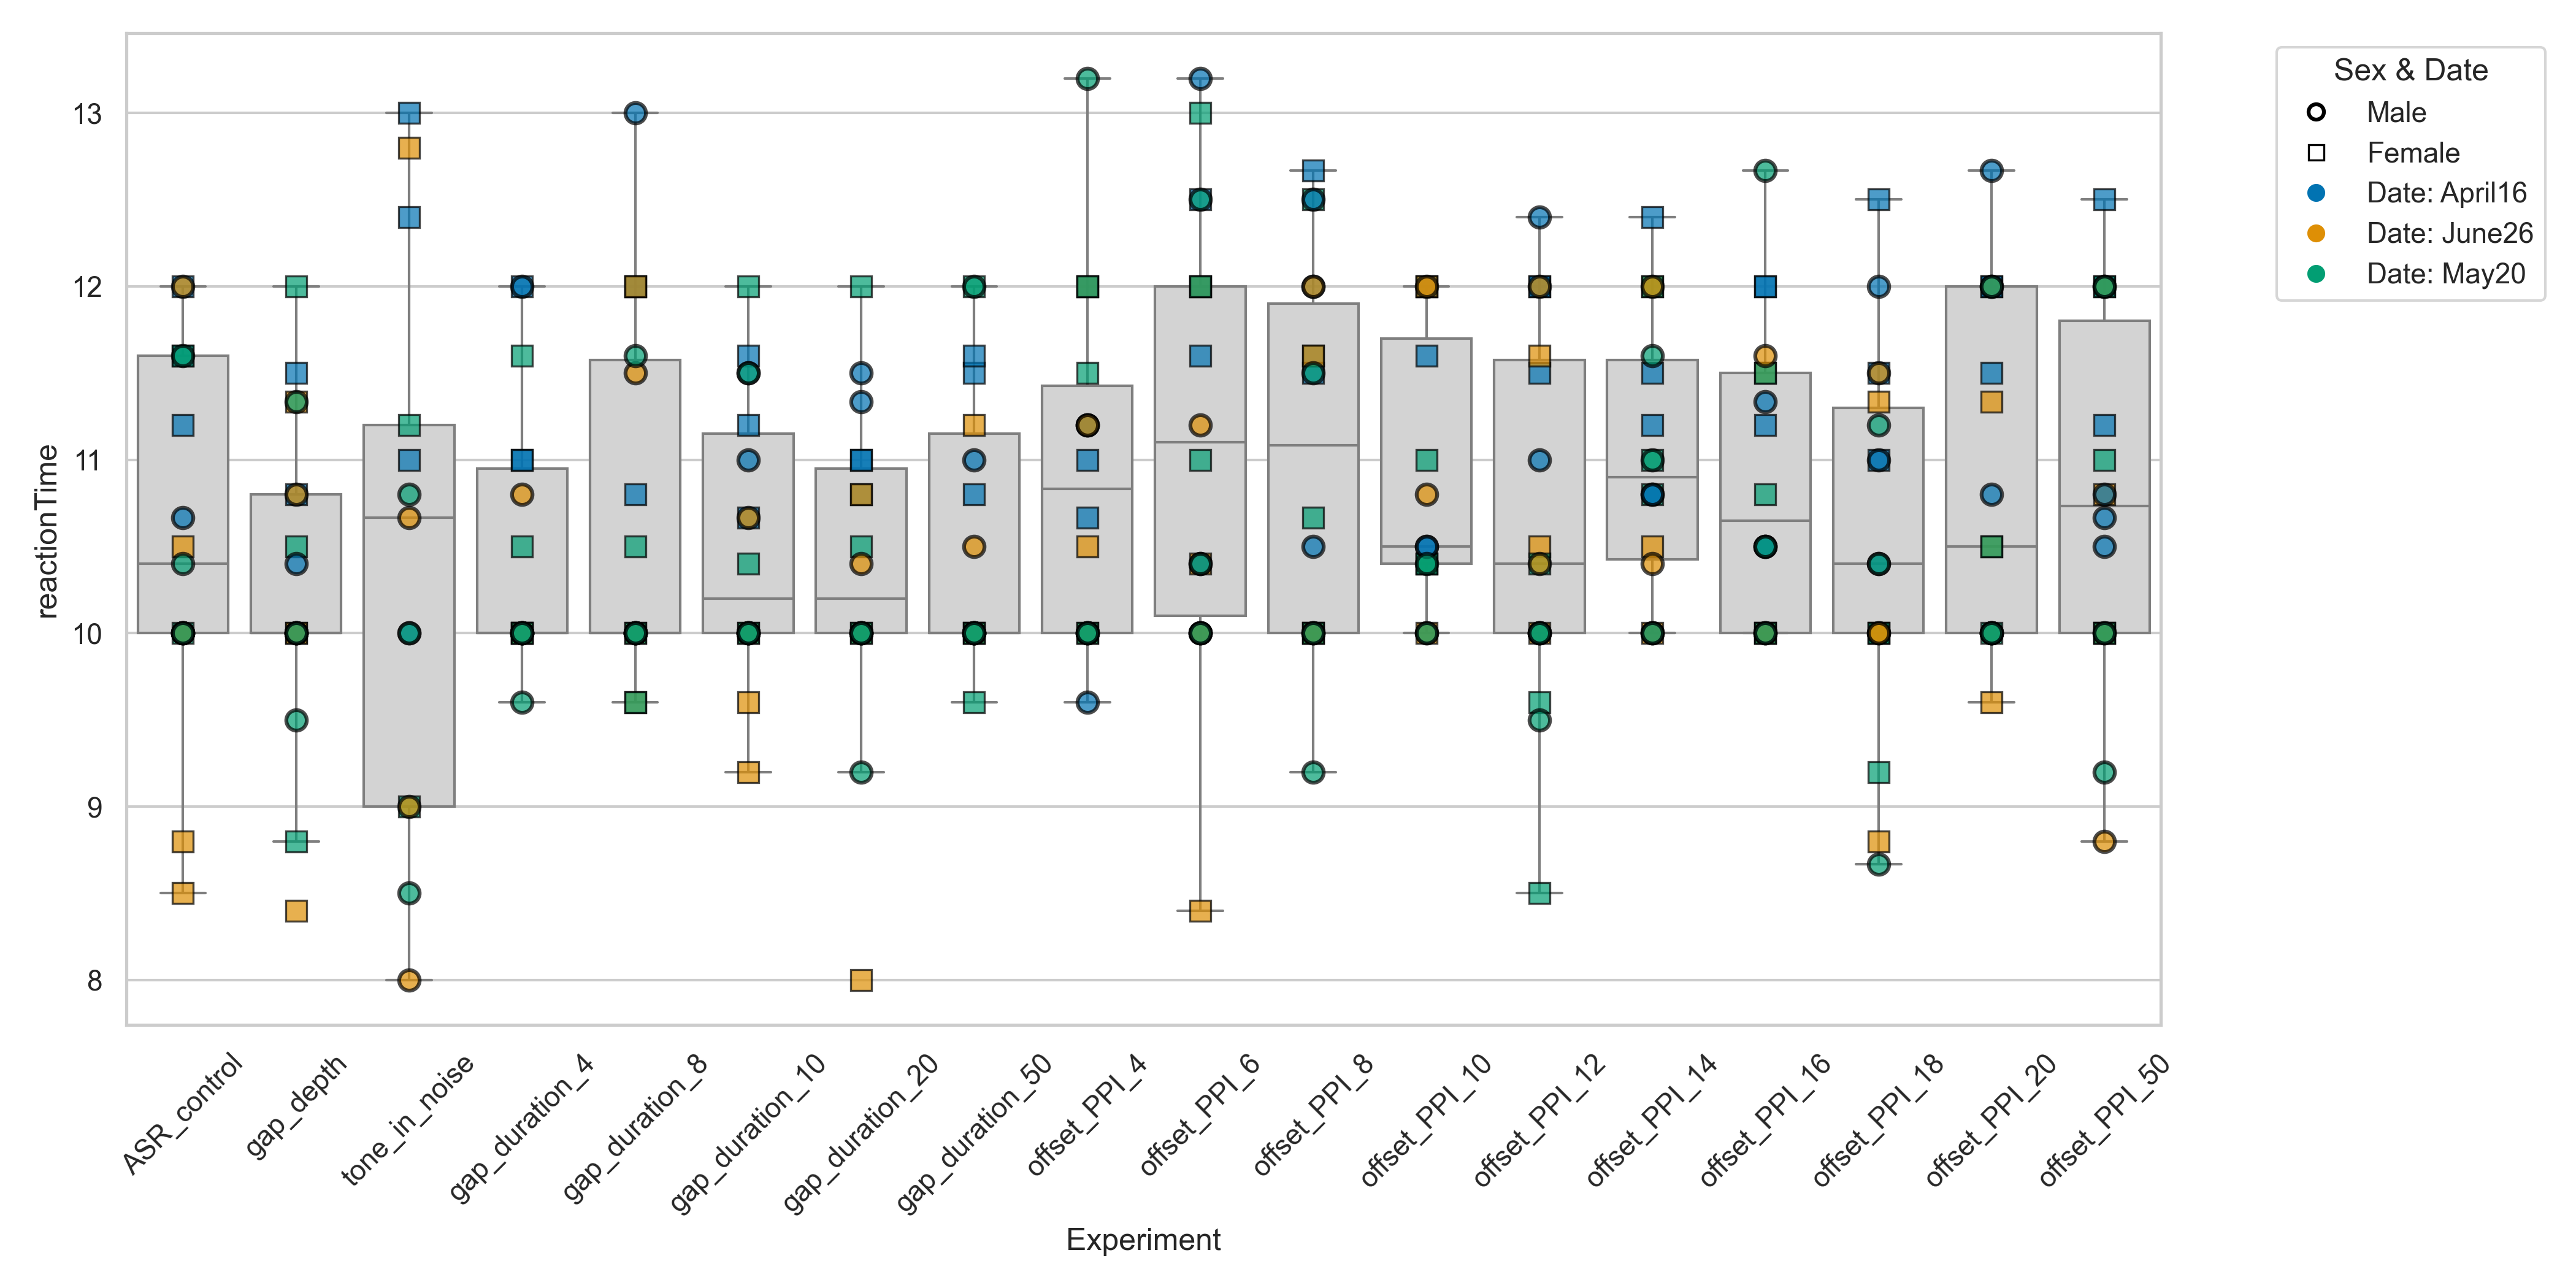 Sex & Date
Male
Female
Date: April16
Date: June26
Date: May20
reactionTime
13
12
11
10
9
8
ASR_control
gap_depth
tone_in_noise
gap_duration_4
gap_duration_8
gap_duration_10
gap_duration_20
gap_duration_50
offset_PPI_4
offset_PPI_6
offset_PPI_8
offset_PPI_10
offset_PPI_12
offset_PPI_14
offset_PPI_16
offset_PPI_18
offset_PPI_20
offset_PPI_50
Experiment